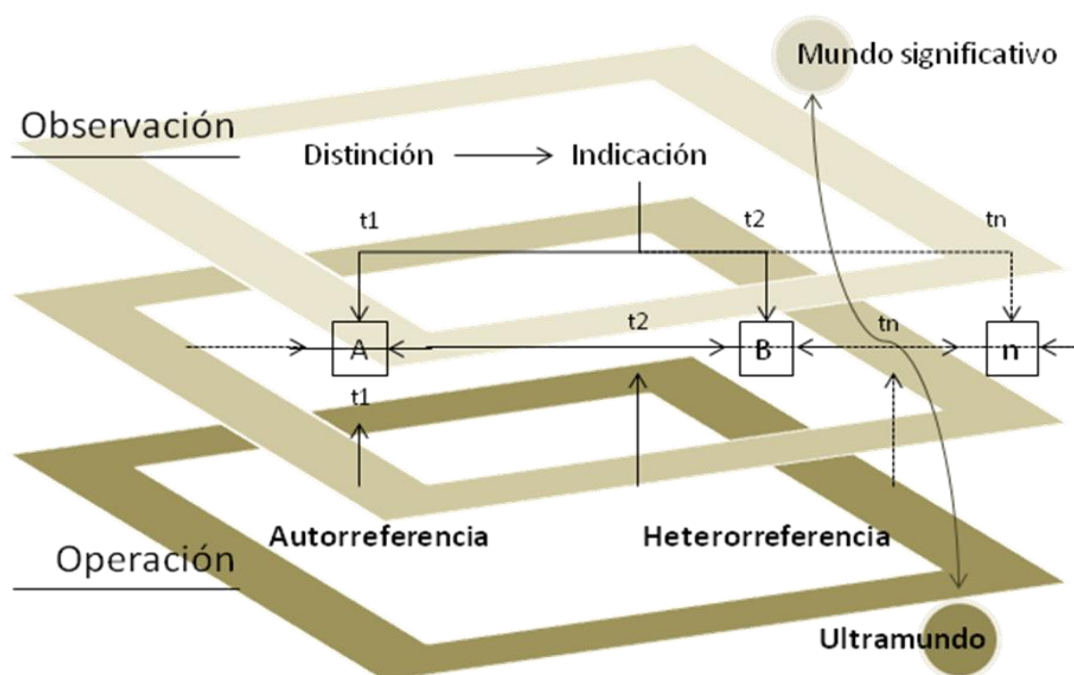 Mundo significativo
Observación
Distinción Indicación
t1 t2 tn
t2 tn
A B n
t1
Autorreferencia Heterorreferencia
Operación
Ultramundo